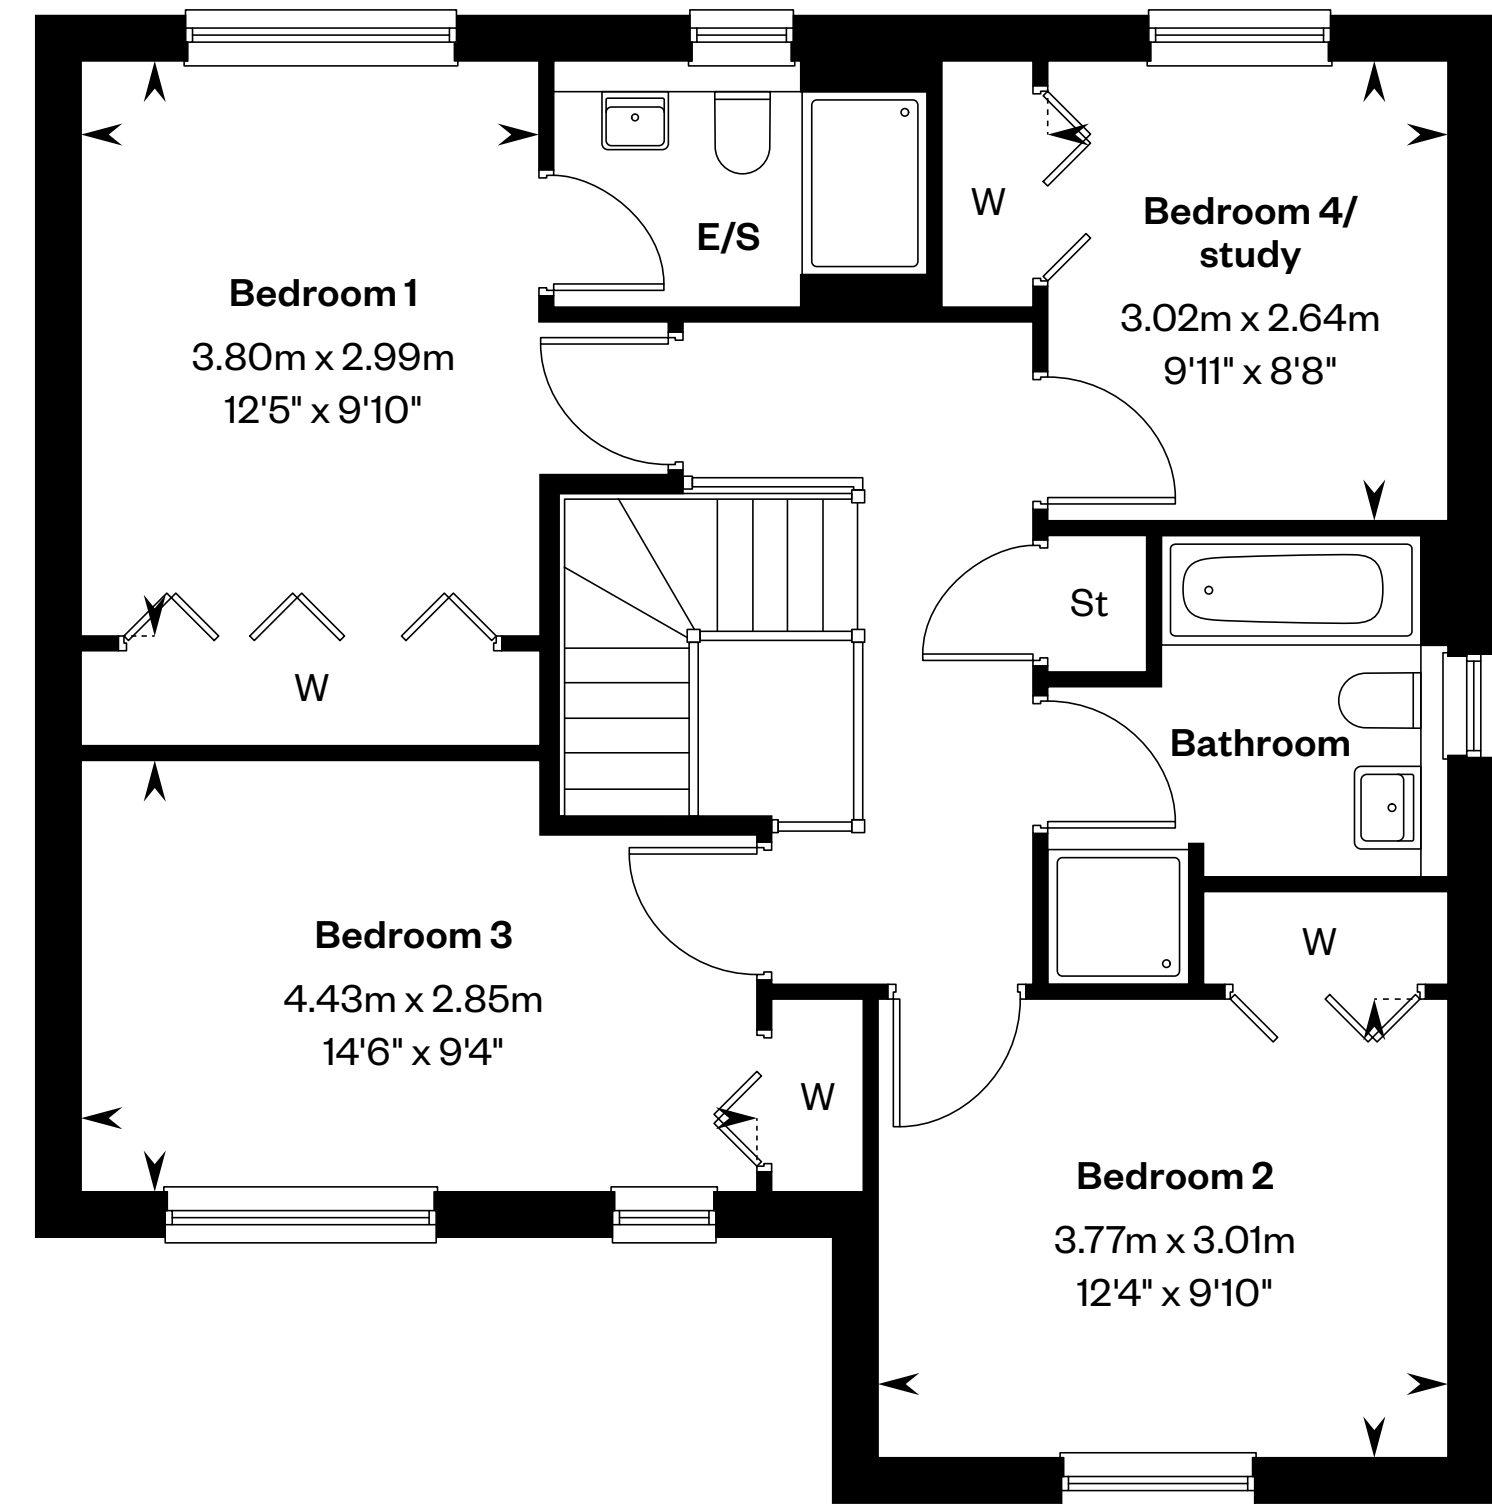 E/S
W
Bedroom 4/
study
3.02m x 2.64m
9'11" x 8'8"
Bedroom 1
3.80m x 2.99m
12'5" x 9'10"
St
W
Bathroom
Bedroom 3
4.43m x 2.85m
14'6" x 9'4"
W
W
Bedroom 2
3.77m x 3.01m
12'4" x 9'10"